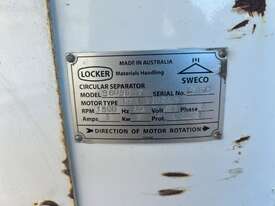 MADE IN AUSTRALIA
LOCKER Materials Handling
SWECO
CIRCULAR SEPARATOR
MODEL SERIAL No.
MOTOR TYPE
RPM 1500 Hz Volt Phase
Amps Kw Prot.
DIRECTION OF MOTOR ROTATION